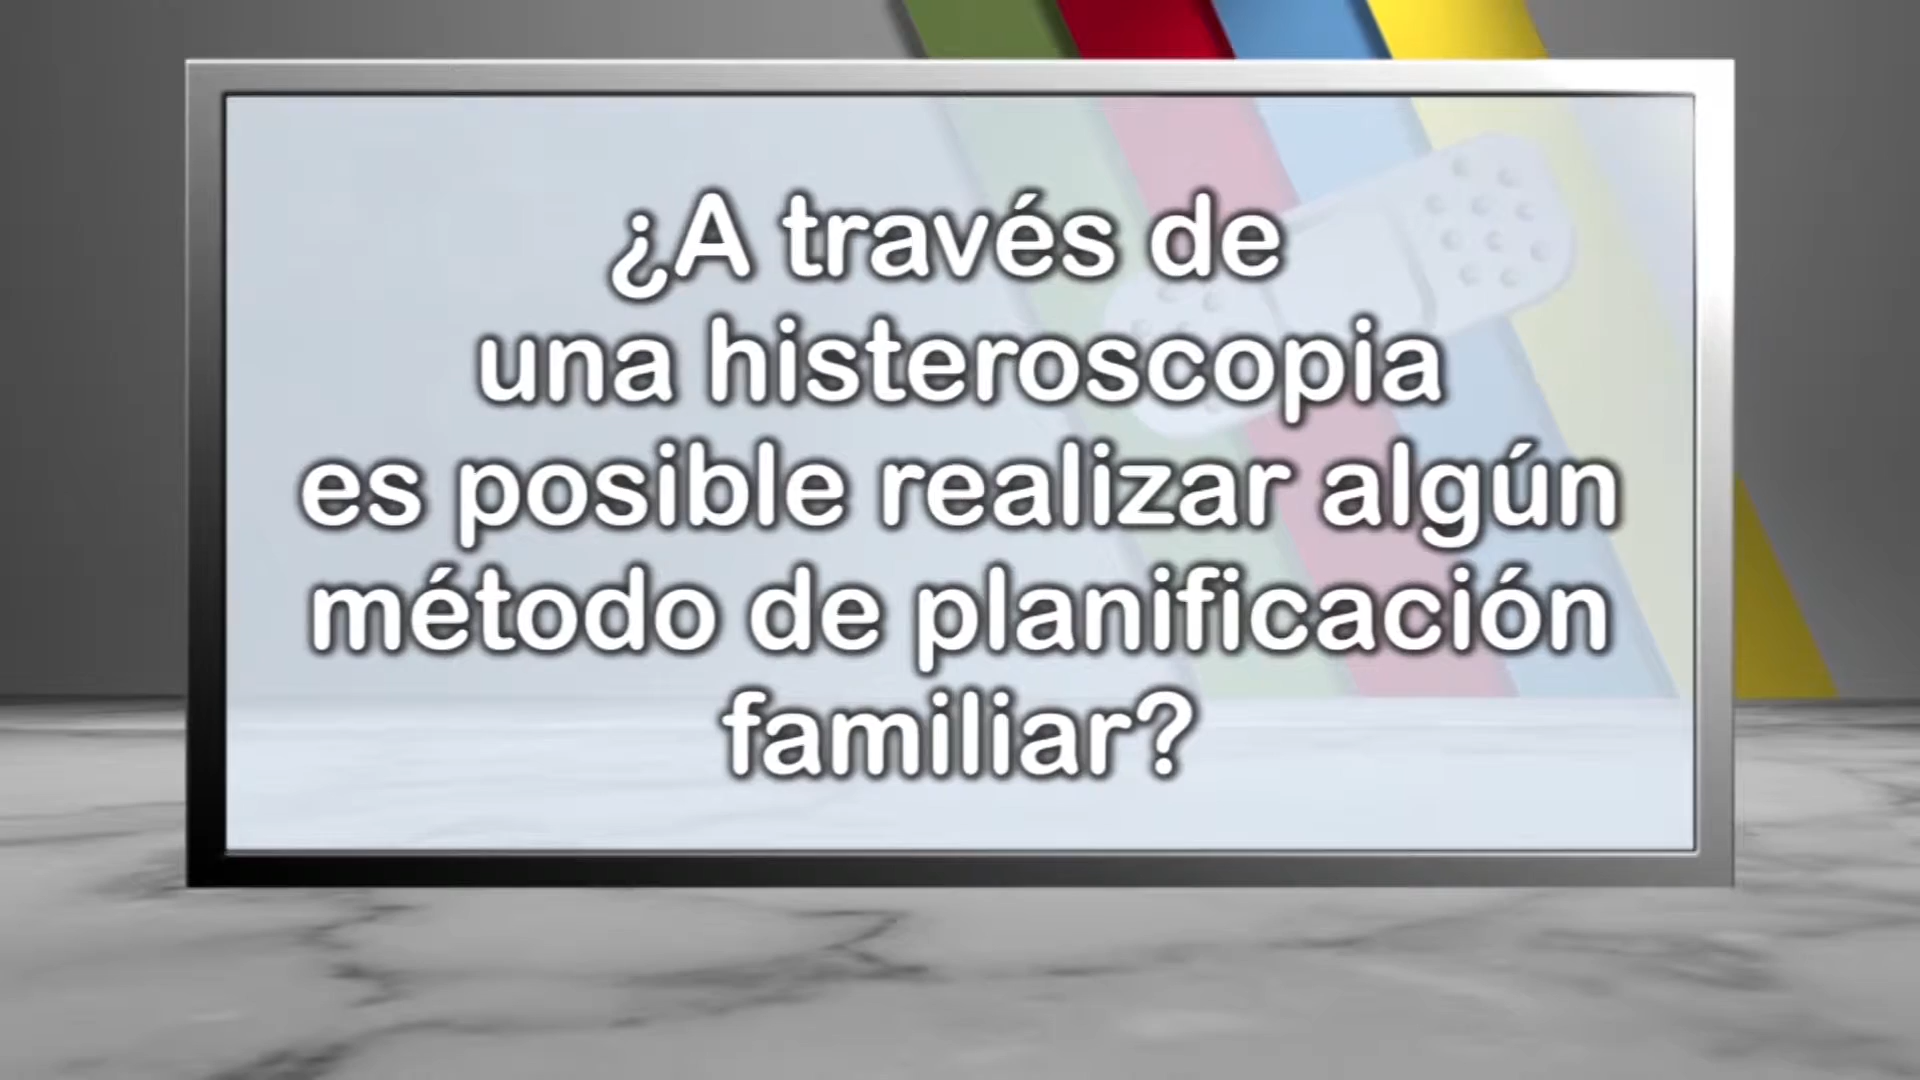 ¿A través de
una histeroscopia
es posible realizar algún
método de planificación
familiar?